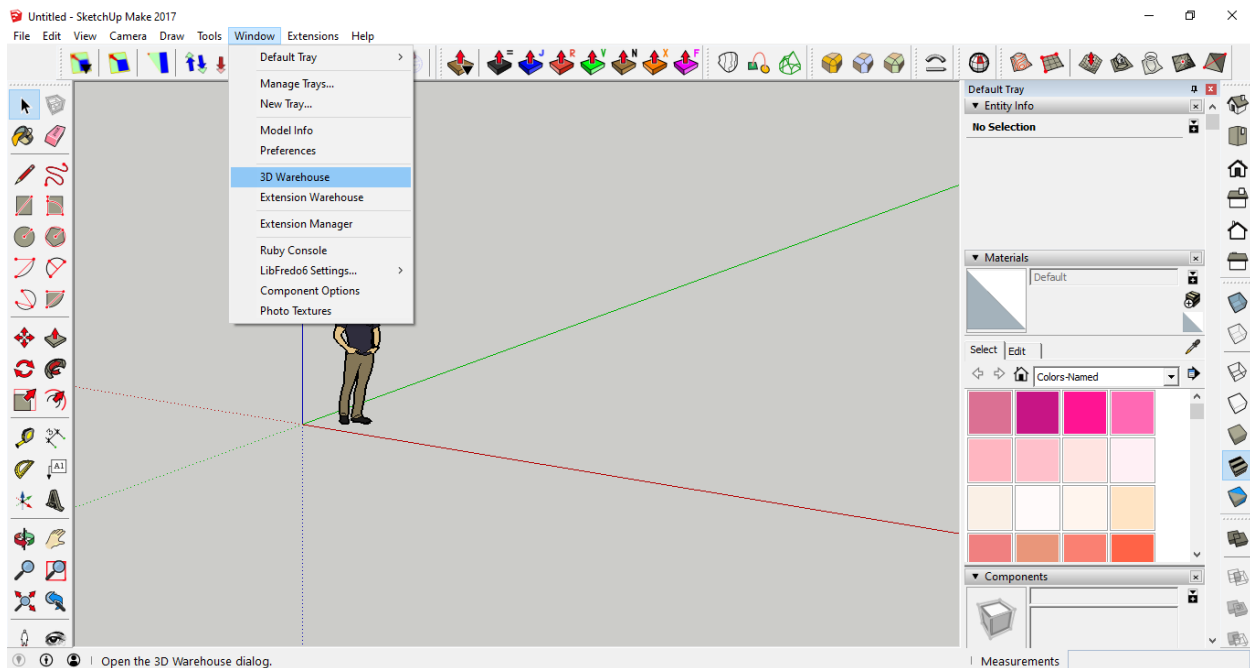 Untitled - SketchUp Make 2017
File Edit View Camera Draw Tools Window Extensions Help
Default Tray
Manage Trays...
New Tray...
Model Info
Preferences
3D Warehouse
Extension Warehouse
Extension Manager
Ruby Console
LibFredo6 Settings...
Component Options
Photo Textures
= J R V N X F
A1
Default Tray
Entity Info
No Selection
Materials
Default
Select Edit
Colors-Named
Components
Open the 3D Warehouse dialog.
Measurements